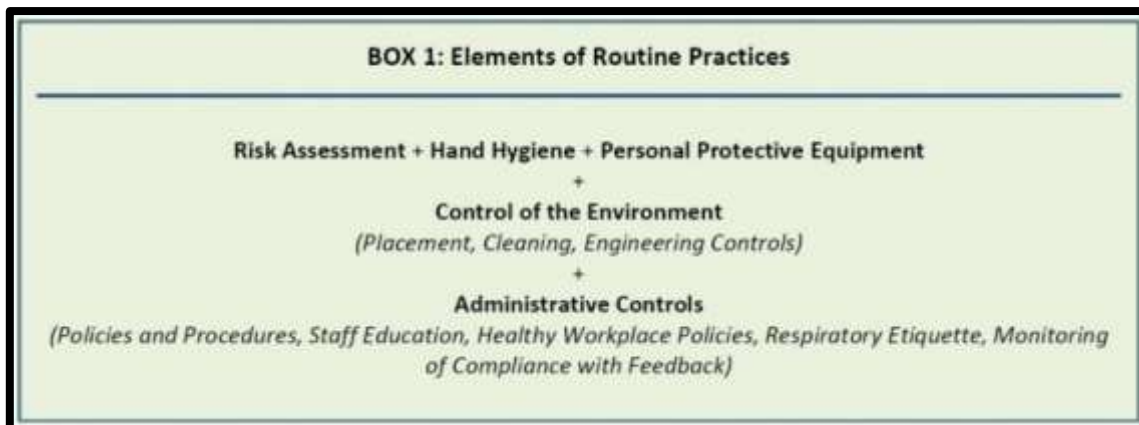 BOX 1: Elements of Routine Practices
Risk Assessment + Hand Hygiene + Personal Protective Equipment
+
Control of the Environment
(Placement, Cleaning, Engineering Controls)
+
Administrative Controls
(Policies and Procedures, Staff Education, Healthy Workplace Policies, Respiratory Etiquette, Monitoring
of Compliance with Feedback)